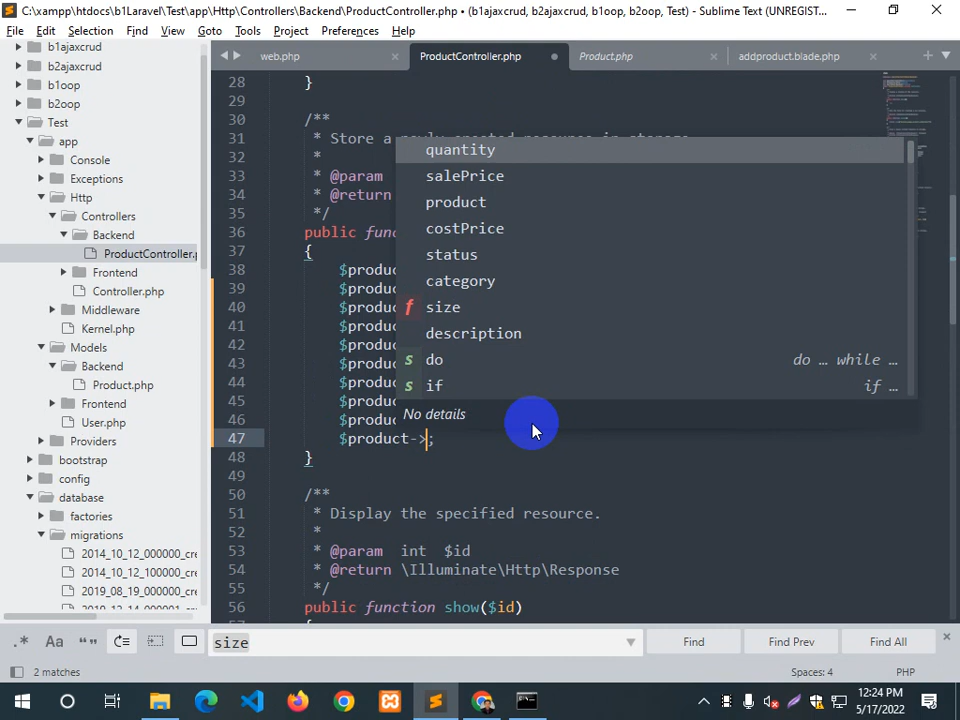 C:\xampp\htdocs\b1Laravel\Test\app\Http\Controllers\Backend\ProductController.php • (b1ajaxcrud, b2ajaxcrud, b1oop, b2oop, Test) - Sublime Text (UNREGIST...
File Edit Selection Find View Goto Tools Project Preferences Help
b1ajaxcrud
b2ajaxcrud
b1oop
b2oop
Test
app
Console
Exceptions
Http
Controllers
Backend
ProductController.p
Frontend
Controller.php
Middleware
Kernel.php
Models
Backend
Product.php
Frontend
User.php
Providers
bootstrap
config
database
factories
migrations
2014_10_12_000000_cre
2014_10_12_100000_cre
2019_08_19_000000_cre
web.php ProductController.php Product.php addproduct.blade.php
28 }
29
30 /**
31 * Store a newly created resource in storage.
32 *
33 * @param
34 * @return
35 */
36 public func
37 {
38 $produc
39 $produc
40 $produc
41 $produc
42 $produc
43 $produc
44 $produc
45 $produc
46 $produc
47 $product->;
48 }
49
50 /**
51 * Display the specified resource.
52 *
53 * @param int $id
54 * @return \Illuminate\Http\Response
55 */
56 public function show($id)
quantity
salePrice
product
costPrice
status
category
f size
description
s do do … while …
s if if …
No details
.* Aa “” size Find Find Prev Find All
2 matches Spaces: 4 PHP
12:24 PM
5/17/2022